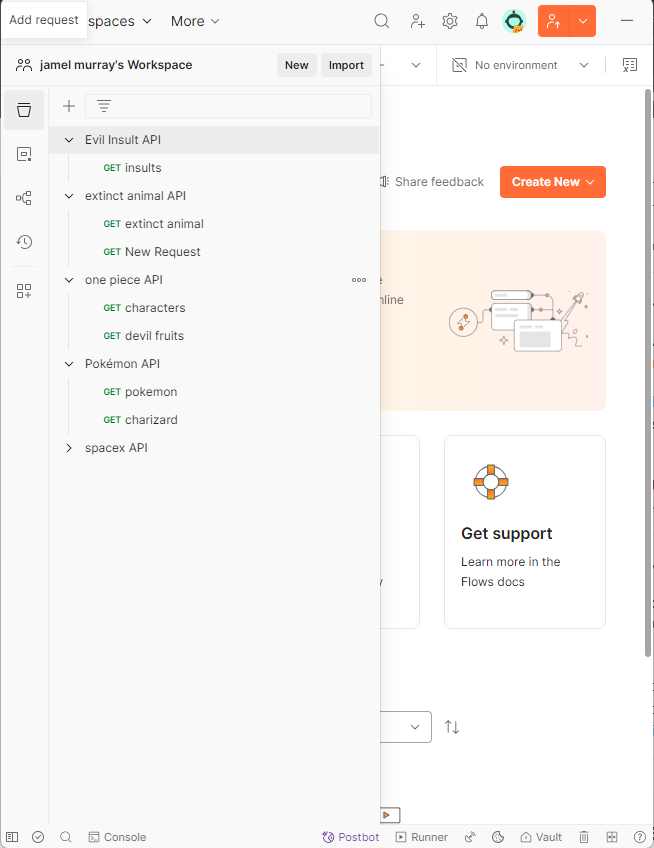 Add request
spaces
More
jamel murray's Workspace
New
Import
No environment
Evil Insult API
GET insults
Share feedback
Create New
extinct animal API
GET extinct animal
GET New Request
one piece API
GET characters
GET devil fruits
Pokémon API
GET pokemon
GET charizard
spacex API
Get support
Learn more in the
Flows docs
Console
Postbot
Runner
Vault